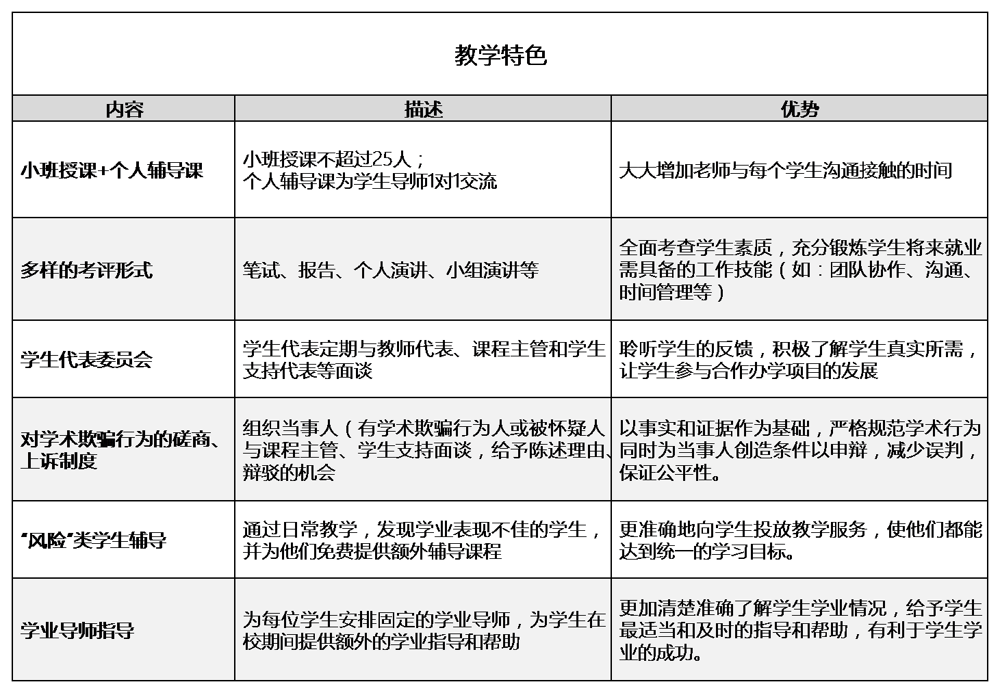 教学特色
内容
描述
优势
小班授课+个人辅导课
小班授课不超过25人；
个人辅导课为学生导师1对1交流
大大增加老师与每个学生沟通接触的时间
多样的考评形式
笔试、报告、个人演讲、小组演讲等
全面考查学生素质，充分锻炼学生将来就业
需具备的工作技能（如：团队协作、沟通、
时间管理等）
学生代表委员会
学生代表定期与教师代表、课程主管和学生
支持代表等面谈
聆听学生的反馈，积极了解学生真实所需，
让学生参与合作办学项目的发展
对学术欺骗行为的磋商、
上诉制度
组织当事人（有学术欺骗行为人或被怀疑人
与课程主管、学生支持面谈，给予陈述理由、
辩驳的机会
以事实和证据作为基础，严格规范学术行为
同时为当事人创造条件以申辩，减少误判，
保证公平性。
“风险”类学生辅导
通过日常教学，发现学业表现不佳的学生，
并为他们免费提供额外辅导课程
更准确地向学生投放教学服务，使他们都能
达到统一的学习目标。
学业导师指导
为每位学生安排固定的学业导师，为学生在
校期间提供额外的学业指导和帮助
更加清楚准确了解学生学业情况，给予学生
最适当和及时的指导和帮助，有利于学生学
业的成功。